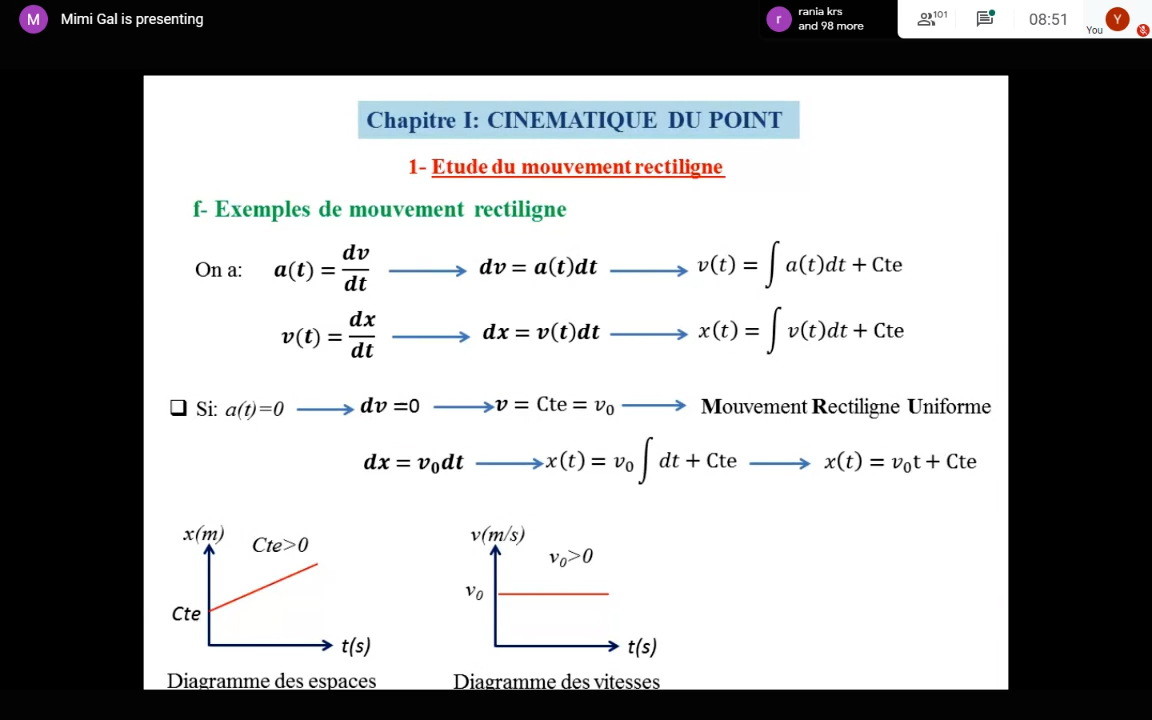 M Mimi Gal is presenting
r rania krs
and 98 more
101
08:51
You
Y
Chapitre I: CINEMATIQUE DU POINT
1- Etude du mouvement rectiligne
f- Exemples de mouvement rectiligne
On a: a(t) = dv/dt → dv = a(t)dt → v(t) = ∫ a(t)dt + Cte
v(t) = dx/dt → dx = v(t)dt → x(t) = ∫ v(t)dt + Cte
❑ Si: a(t)=0 → dv =0 → v = Cte = v₀ → Mouvement Rectiligne Uniforme
dx = v₀dt → x(t) = v₀ ∫ dt + Cte → x(t) = v₀t + Cte
x(m) Cte>0
Cte
t(s)
Diagramme des espaces
v(m/s) v₀>0
v₀
t(s)
Diagramme des vitesses